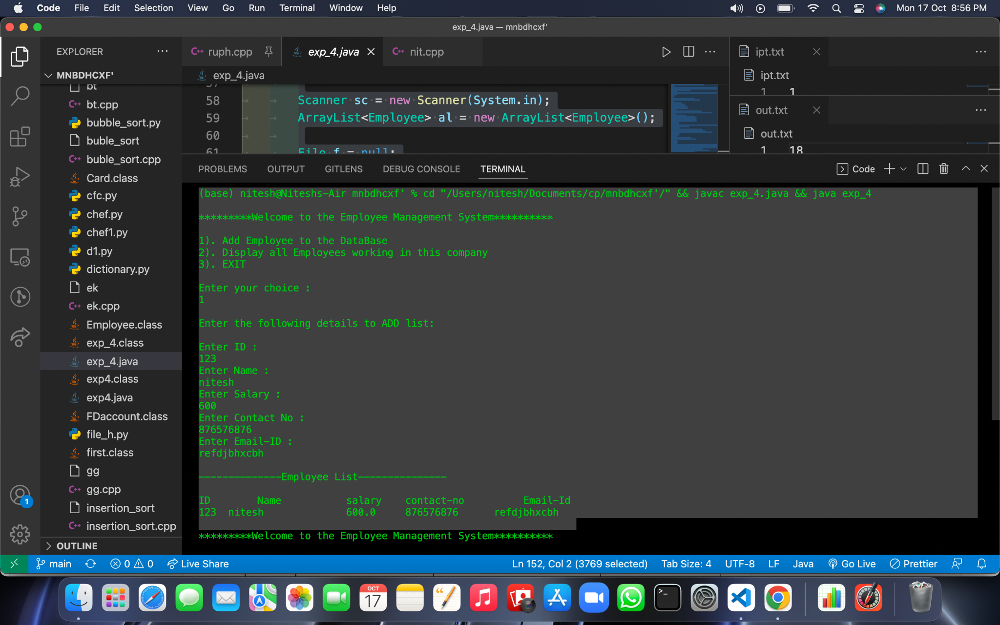 Code File Edit Selection View Go Run Terminal Window Help Mon 17 Oct 8:56 PM
exp_4.java — mnbdhcxf'
EXPLORER
MNBDHCXF'
bt
bt.cpp
bubble_sort.py
buble_sort
buble_sort.cpp
Card.class
cfc.py
chef.py
chef1.py
d1.py
dictionary.py
ek
ek.cpp
Employee.class
exp_4.class
exp_4.java
exp4.class
exp4.java
FDaccount.class
file_h.py
first.class
gg
gg.cpp
insertion_sort
insertion_sort.cpp
OUTLINE
ruph.cpp exp_4.java nit.cpp
exp_4.java
57
58 Scanner sc = new Scanner(System.in);
59 ArrayList<Employee> al = new ArrayList<Employee>();
60
61 File f = null;
ipt.txt
ipt.txt
1 1
out.txt
out.txt
1 18
PROBLEMS OUTPUT GITLENS DEBUG CONSOLE TERMINAL Code
(base) nitesh@Niteshs-Air mnbdhcxf' % cd "/Users/nitesh/Documents/cp/mnbdhcxf'/" && javac exp_4.java && java exp_4
*********Welcome to the Employee Management System**********
1). Add Employee to the DataBase
2). Display all Employees working in this company
3). EXIT
Enter your choice :
1
Enter the following details to ADD list:
Enter ID :
123
Enter Name :
nitesh
Enter Salary :
600
Enter Contact No :
876576876
Enter Email-ID :
refdjbhxcbh
--------------Employee List---------------
ID Name salary contact-no Email-Id
123 nitesh 600.0 876576876 refdjbhxcbh
*********Welcome to the Employee Management System**********
1
main 0 0 Live Share Ln 152, Col 2 (3769 selected) Tab Size: 4 UTF-8 LF Java Go Live Prettier
OCT
17